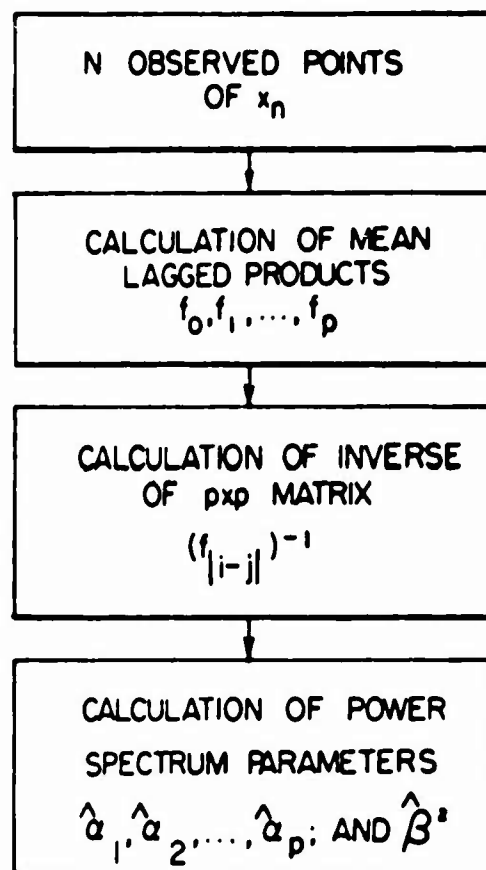 N OBSERVED POINTS
OF xₙ
CALCULATION OF MEAN
LAGGED PRODUCTS
f₀, f₁, ..., fₚ
CALCULATION OF INVERSE
OF pxp MATRIX
(f|i-j|)⁻¹
CALCULATION OF POWER
SPECTRUM PARAMETERS
α̂₁, α̂₂, ..., α̂ₚ; AND β̂²